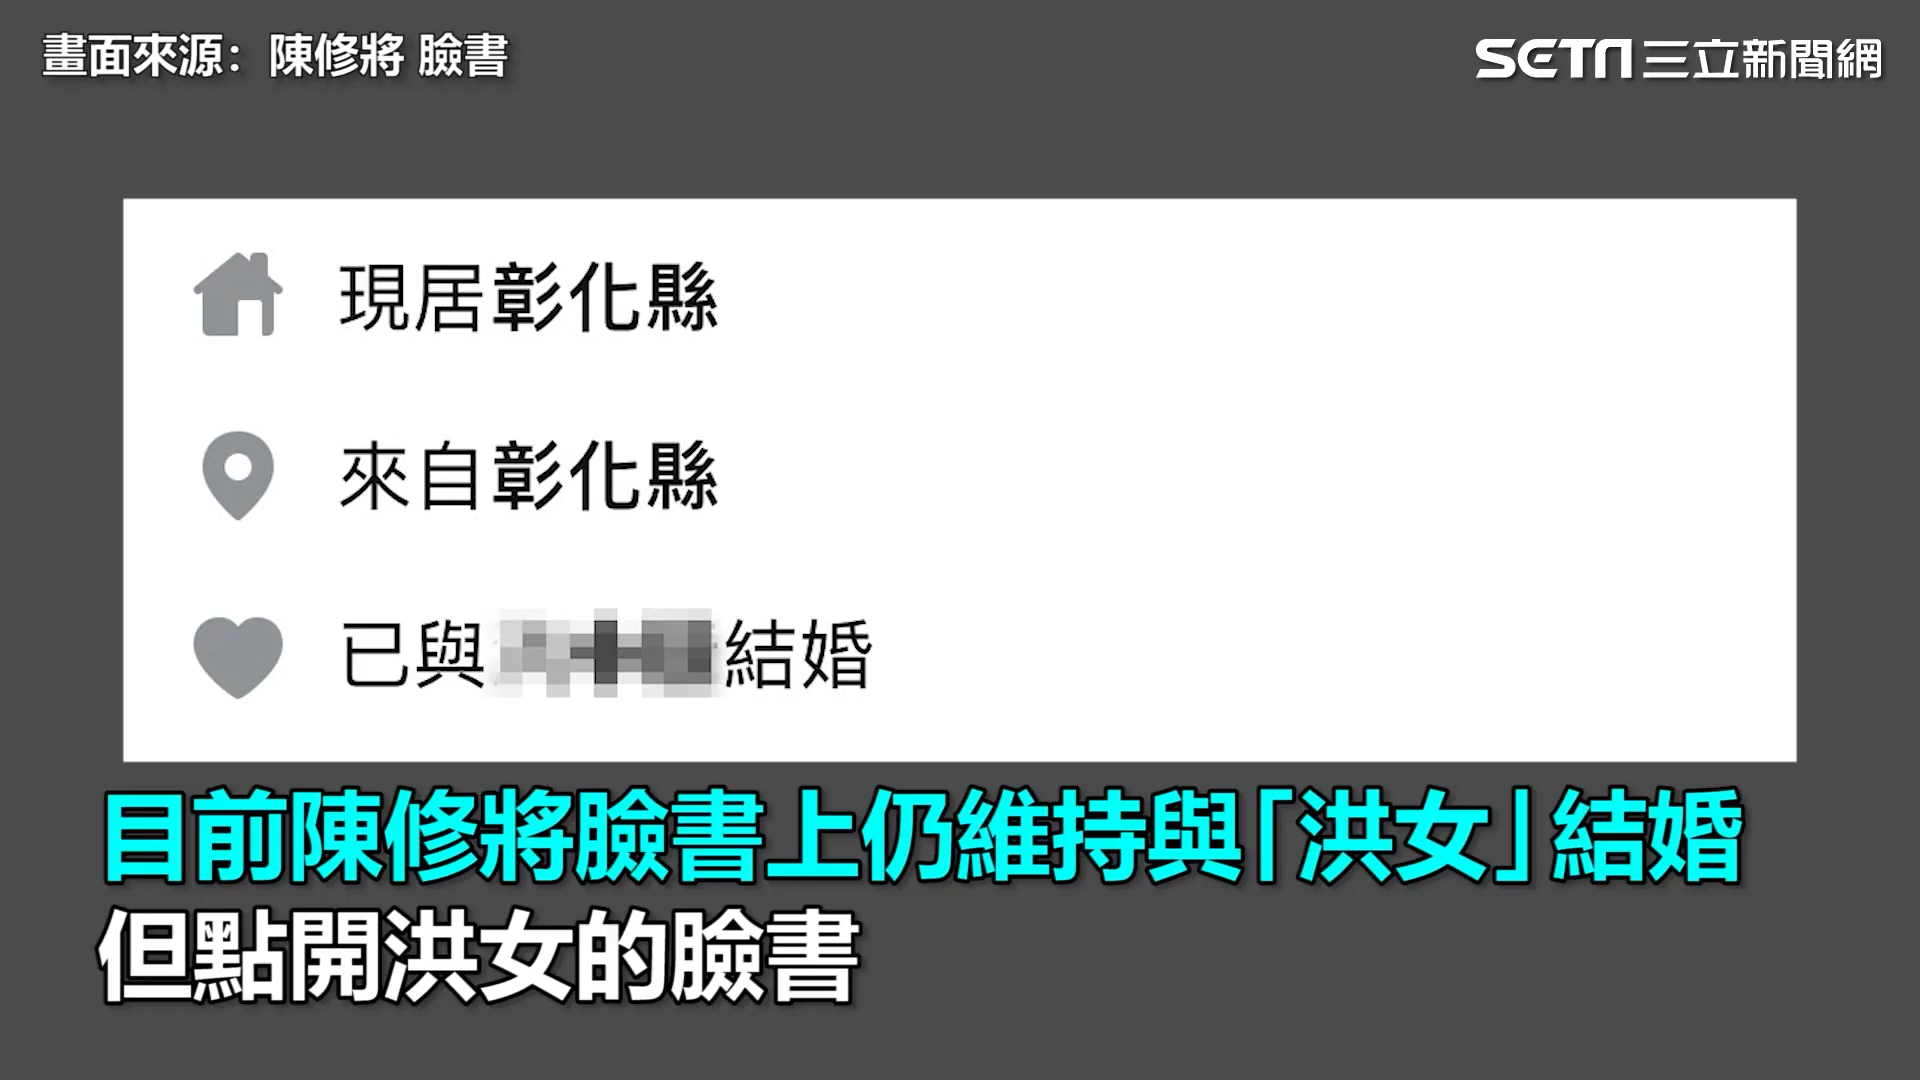 畫面來源：陳修將 臉書
SETN三立新聞網
現居彰化縣
來自彰化縣
已與 結婚
目前陳修將臉書上仍維持與「洪女」結婚
但點開洪女的臉書